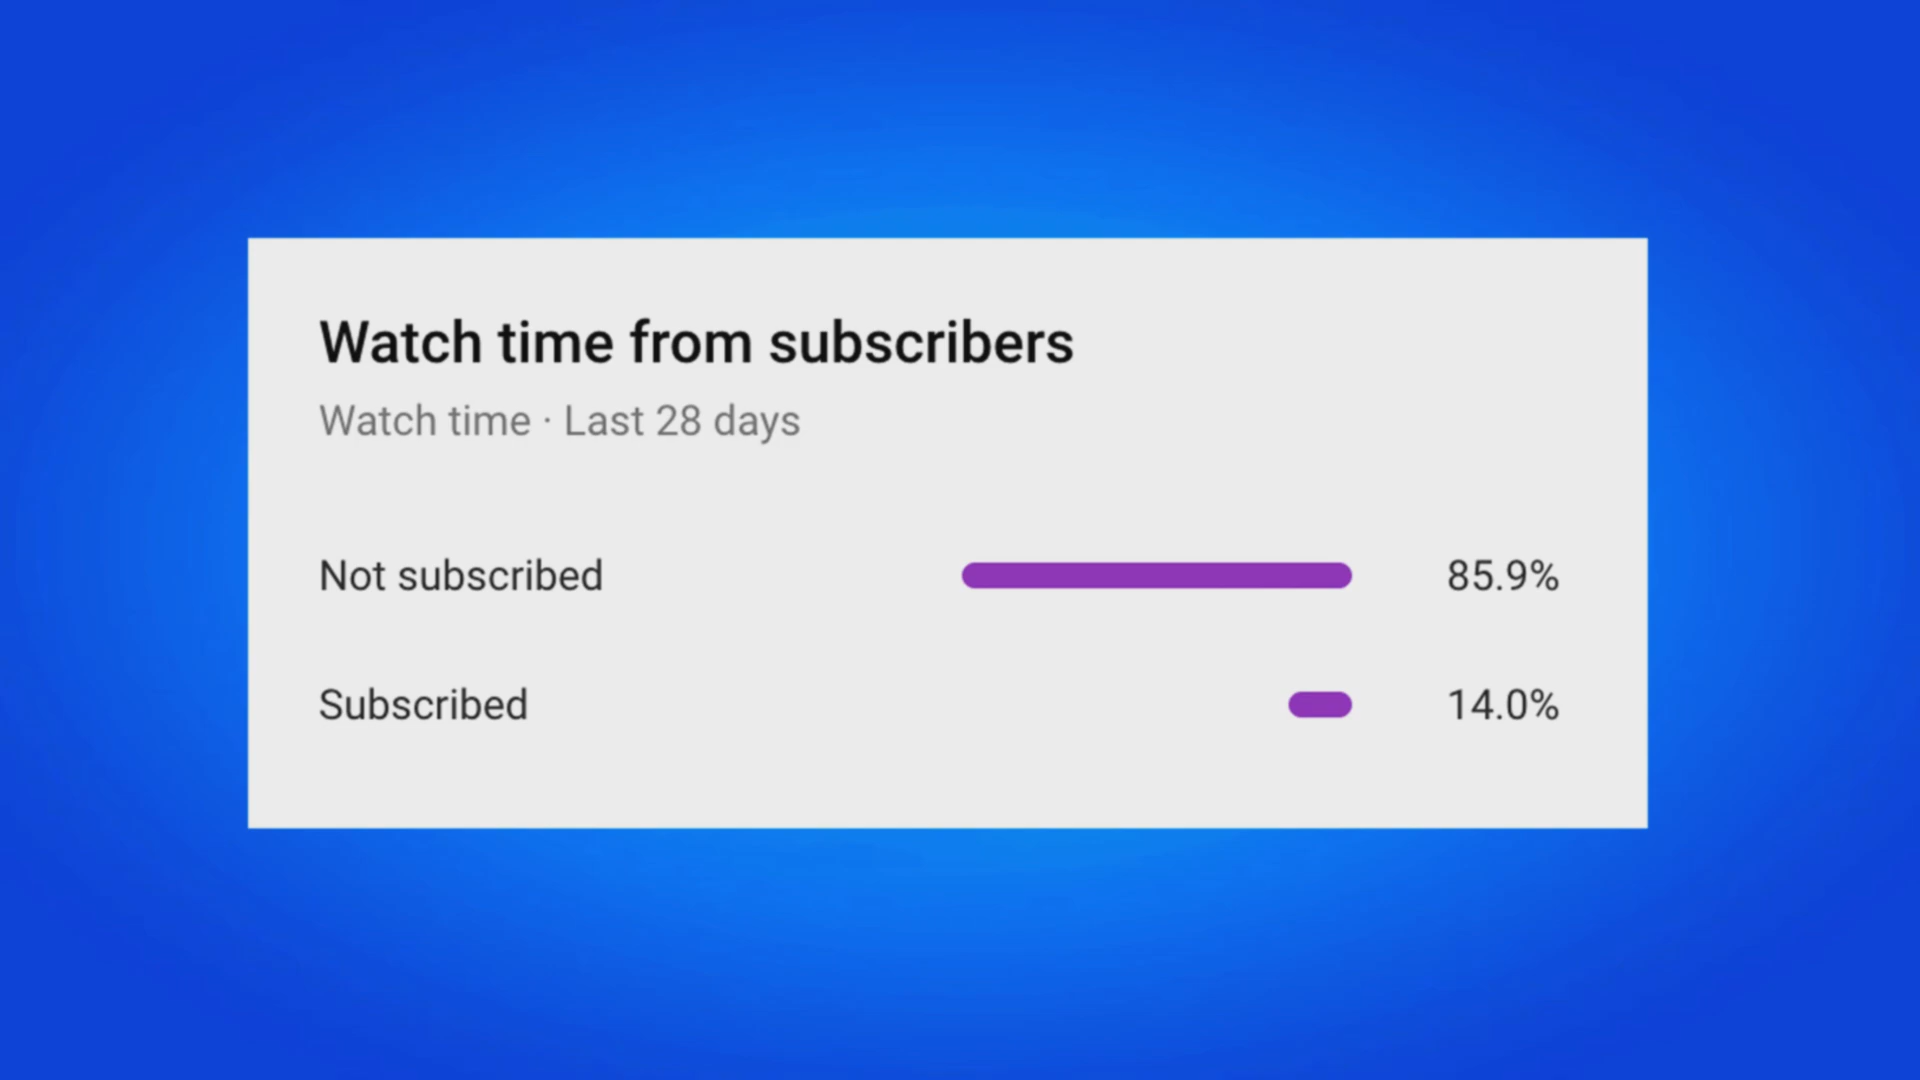 Watch time from subscribers
Watch time · Last 28 days
Not subscribed 85.9%
Subscribed 14.0%